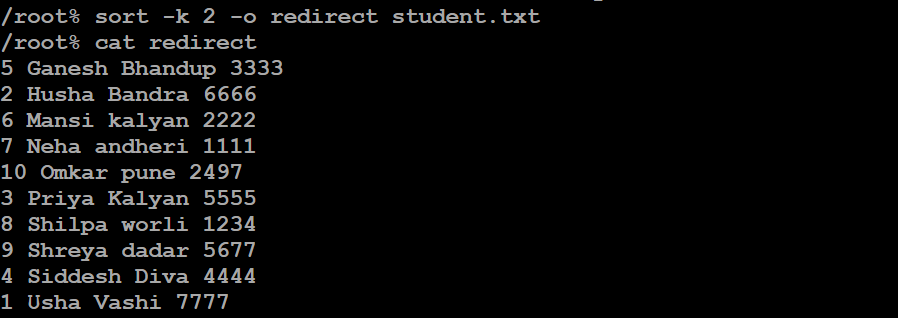 /root% sort -k 2 -o redirect student.txt
/root% cat redirect
5 Ganesh Bhandup 3333
2 Husha Bandra 6666
6 Mansi kalyan 2222
7 Neha andheri 1111
10 Omkar pune 2497
3 Priya Kalyan 5555
8 Shilpa worli 1234
9 Shreya dadar 5677
4 Siddesh Diva 4444
1 Usha Vashi 7777